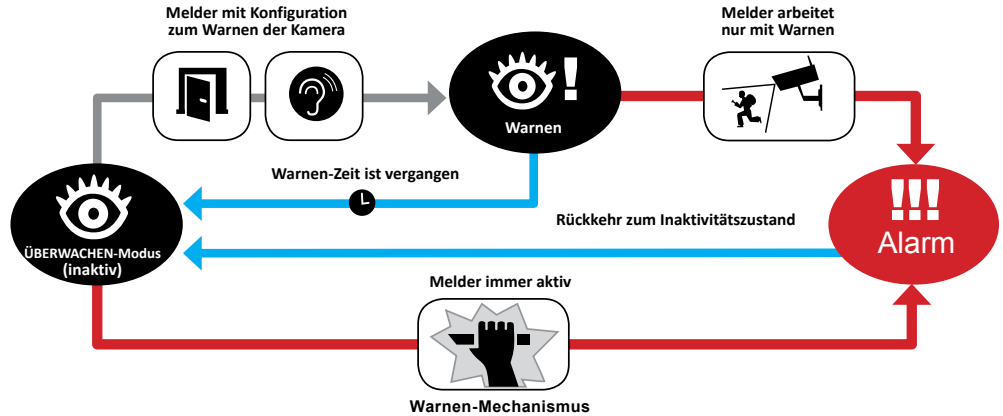 Melder mit Konfiguration
zum Warnen der Kamera
Melder arbeitet
nur mit Warnen
Warnen
Warnen-Zeit ist vergangen
Rückkehr zum Inaktivitätszustand
!!!
Alarm
ÜBERWACHEN-Modus
(inaktiv)
Melder immer aktiv
Warnen-Mechanismus